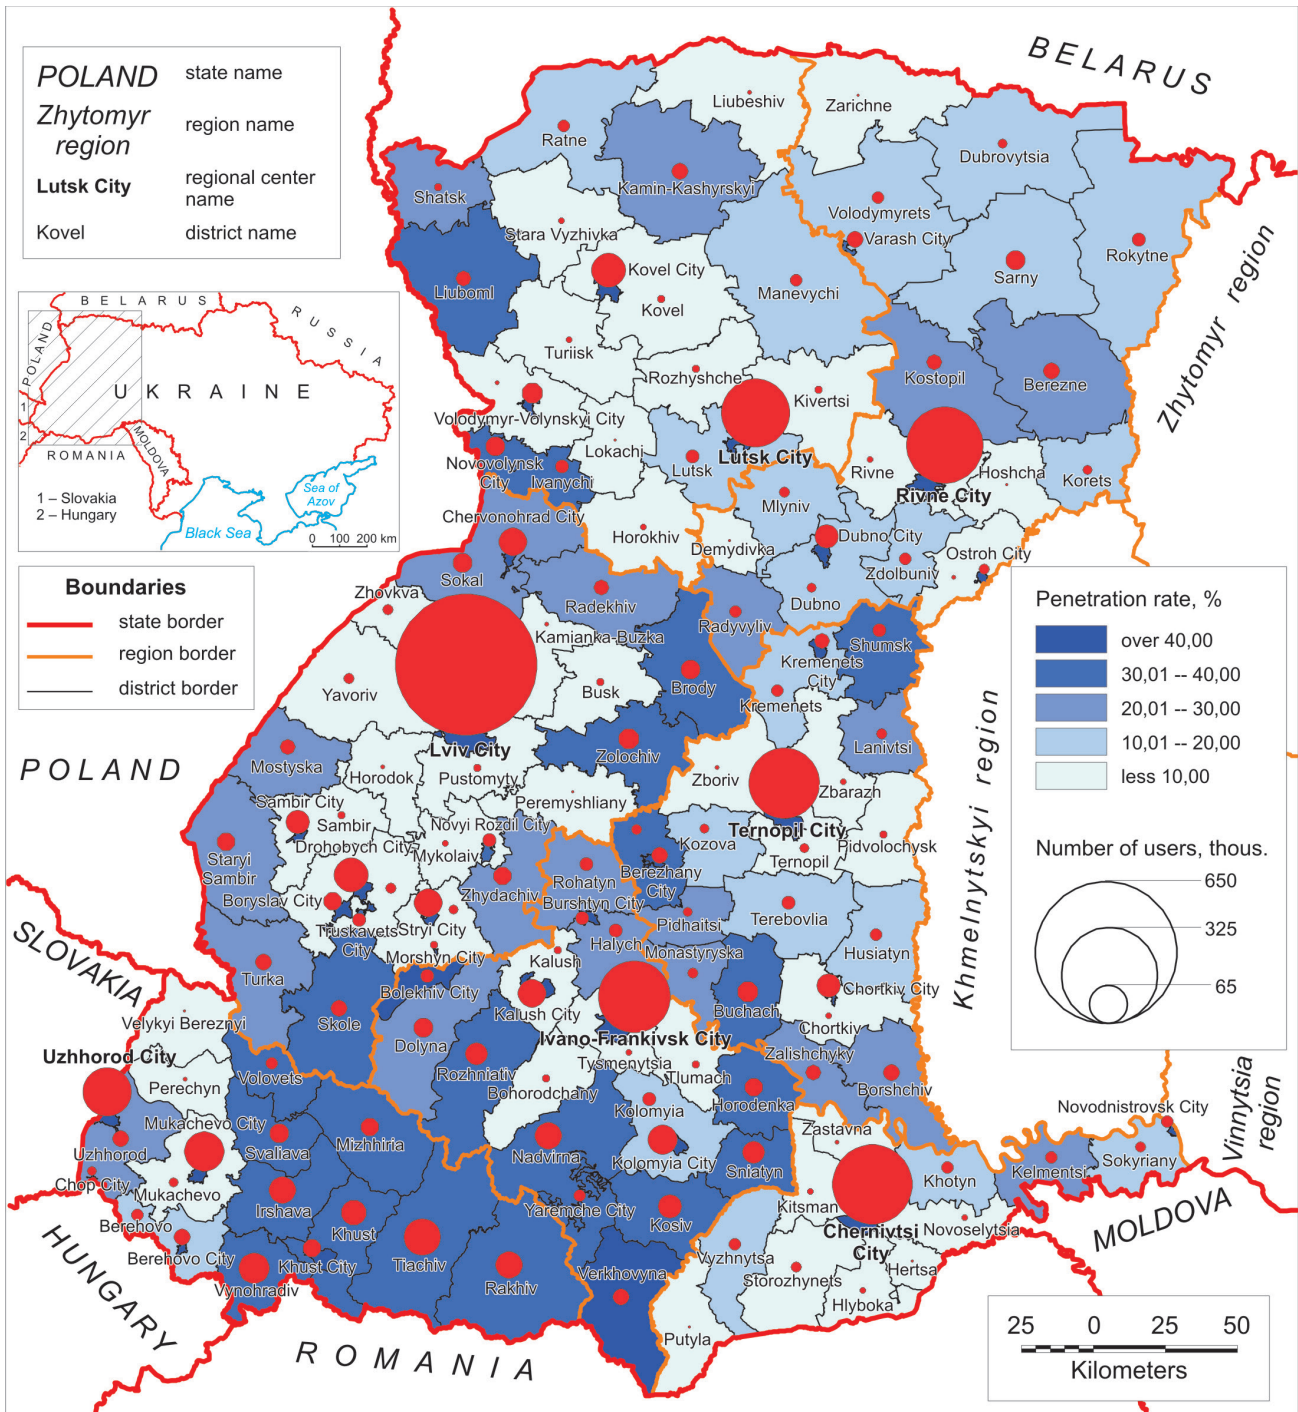 POLAND
state name
Zhytomyr
region
region name
Lutsk City
regional center
name
Kovel
district name
BELARUS
RUSSIA
POLAND
UKRAINE
1
2
MOLDOVA
ROMANIA
Sea of
Azov
Black Sea
1 – Slovakia
2 – Hungary
0 100 200 km
Boundaries
state border
region border
district border
Penetration rate, %
over 40,00
30,01 -- 40,00
20,01 -- 30,00
10,01 -- 20,00
less 10,00
Number of users, thous.
650
325
65
25 0 25 50
Kilometers
BELARUS
Zhytomyr region
Khmelnytskyi region
Vinnytsia
region
MOLDOVA
ROMANIA
HUNGARY
SLOVAKIA
POLAND
Liubeshiv
Zarichne
Ratne
Dubrovytsia
Shatsk
Kamin-Kashyrskyi
Volodymyrets
Stara Vyzhivka
Varash City
Rokytne
Kovel City
Sarny
Liuboml
Manevychi
Kovel
Turiisk
Rozhyshche
Kostopil
Berezne
Kivertsi
Volodymyr-Volynskyi City
Lokachi
Lutsk City
Novovolynsk
City
Ivanychi
Lutsk
Rivne
Hoshcha
Korets
Rivne City
Mlyniv
Chervonohrad City
Horokhiv
Demydivka
Dubno City
Ostroh City
Sokal
Zdolbuniv
Zhovkva
Radekhiv
Dubno
Radyvyliv
Kamianka-Buzka
Shumsk
Kremenets
City
Yavoriv
Busk
Brody
Kremenets
Lviv City
Zolochiv
Lanivtsi
Mostyska
Horodok
Pustomyty
Zboriv
Zbarazh
Peremyshliany
Sambir City
Sambir
Novyi Rozdil City
Ternopil City
Drohobych City
Mykolaiv
Kozova
Ternopil
Pidvolochysk
Staryi
Sambir
Berezhany
City
Rohatyn
Zhydachiv
Boryslav City
Burshtyn City
Pidhaitsi
Terebovlia
Truskavets
City
Stryi City
Halych
Husiatyn
Morshyn City
Kalush
Monastyryska
Turka
Bolekhiv City
Chortkiv City
Skole
Kalush City
Buchach
Chortkiv
Velykyi Bereznyi
Ivano-Frankivsk City
Dolyna
Uzhhorod City
Tysmenytsia
Zalishchyky
Volovets
Rozhniativ
Tlumach
Borshchiv
Perechyn
Bohorodchany
Horodenka
Kolomyia
Novodnistrovsk City
Mukachevo City
Mizhhiria
Zastavna
Svaliava
Uzhhorod
Nadvirna
Kolomyia City
Sniatyn
Khotyn
Kelmentsi
Sokyriany
Chop City
Mukachevo
Irshava
Yaremche City
Kosiv
Kitsman
Berehovo
Khust
Chernivtsi
City
Novoselytsia
Berehovo City
Khust City
Tiachiv
Rakhiv
Verkhovyna
Vyzhnytsa
Storozhynets
Hertsa
Vynohradiv
Hlyboka
Putyla